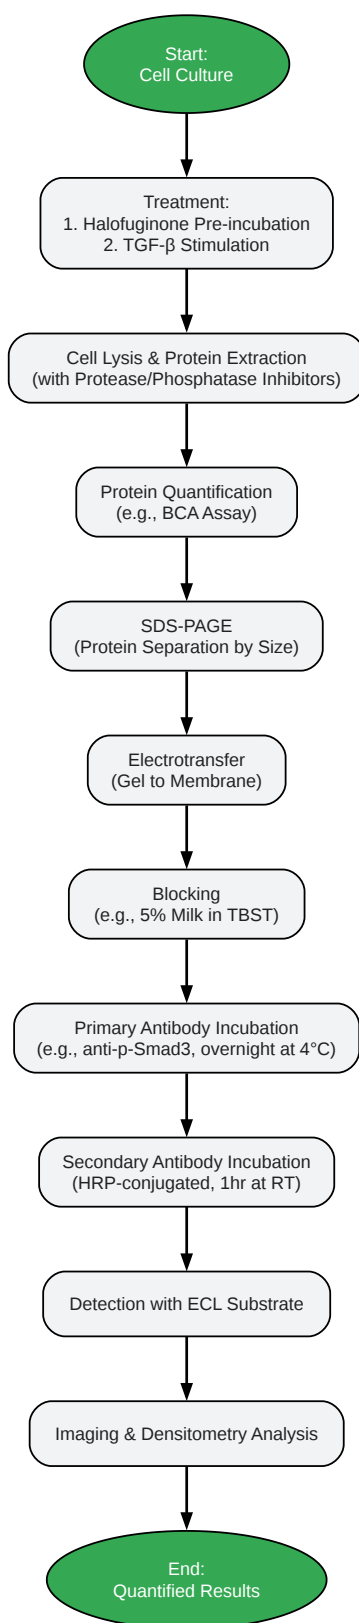 Start:
Cell Culture
Treatment:
1. Halofuginone Pre-incubation
2. TGF-β Stimulation
Cell Lysis & Protein Extraction
(with Protease/Phosphatase Inhibitors)
Protein Quantification
(e.g., BCA Assay)
SDS-PAGE
(Protein Separation by Size)
Electrotransfer
(Gel to Membrane)
Blocking
(e.g., 5% Milk in TBST)
Primary Antibody Incubation
(e.g., anti-p-Smad3, overnight at 4°C)
Secondary Antibody Incubation
(HRP-conjugated, 1hr at RT)
Detection with ECL Substrate
Imaging & Densitometry Analysis
End:
Quantified Results